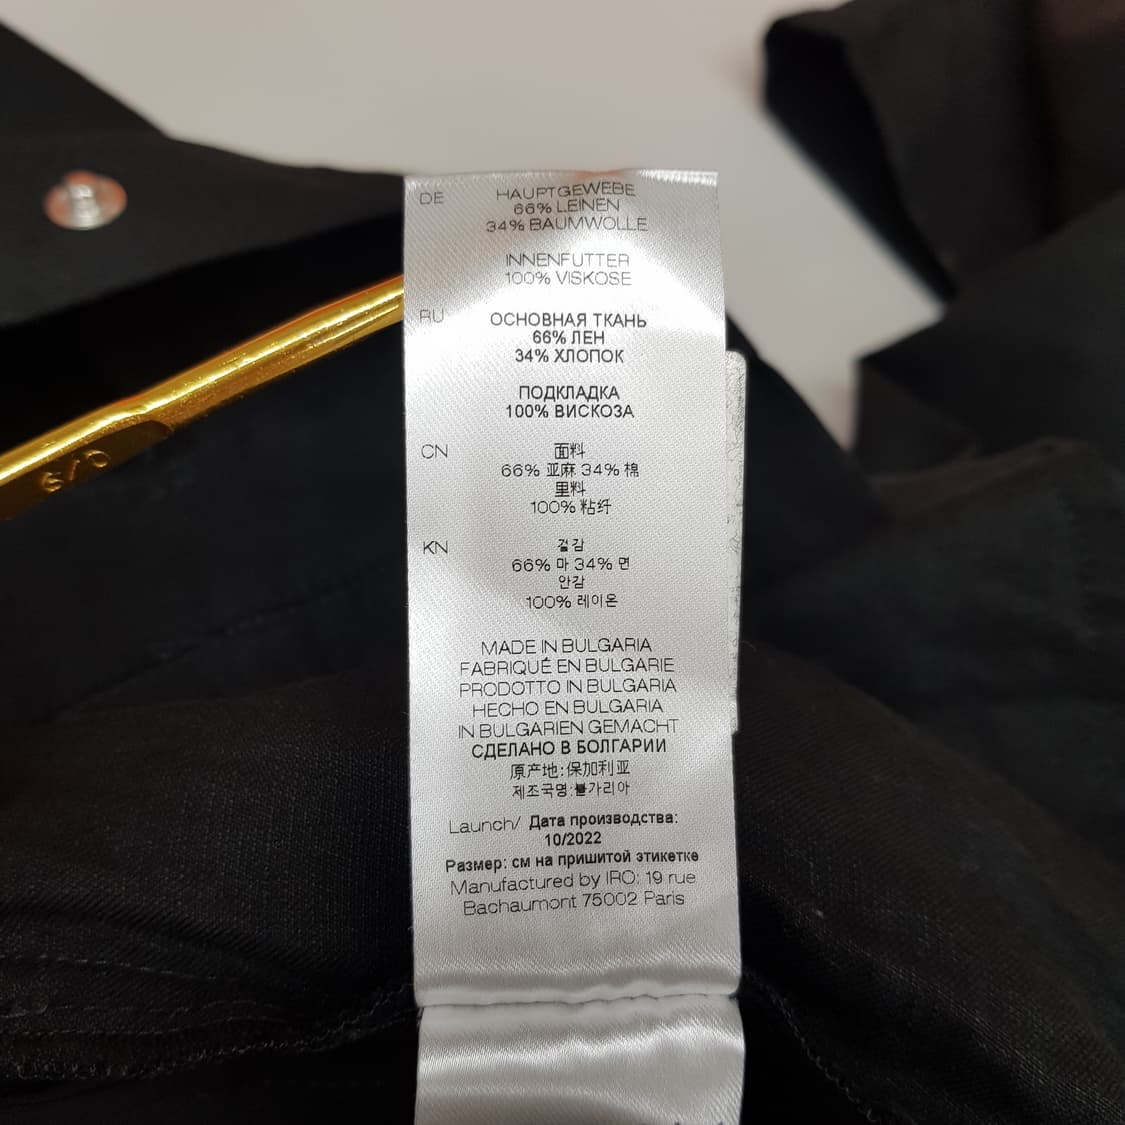 DE
HAUPTGEWEBE
66% LEINEN
34% BAUMWOLLE
INNENFUTTER
100% VISKOSE
RU
ОСНОВНАЯ ТКАНЬ
66% ЛЕН
34% ХЛОПОК
ПОДКЛАДКА
100% ВИСКОЗА
CN
面料
66% 亚麻 34% 棉
里料
100% 粘纤
KN
겉감
66% 마 34% 면
안감
100% 레이온
MADE IN BULGARIA
FABRIQUÉ EN BULGARIE
PRODOTTO IN BULGARIA
HECHO EN BULGARIA
IN BULGARIEN GEMACHT
СДЕЛАНО В БОЛГАРИИ
原产地:保加利亚
제조국명:불가리아
Launch/ Дата производства:
10/2022
Размер: см на пришитой этикетке
Manufactured by IRO: 19 rue
Bachaumont 75002 Paris